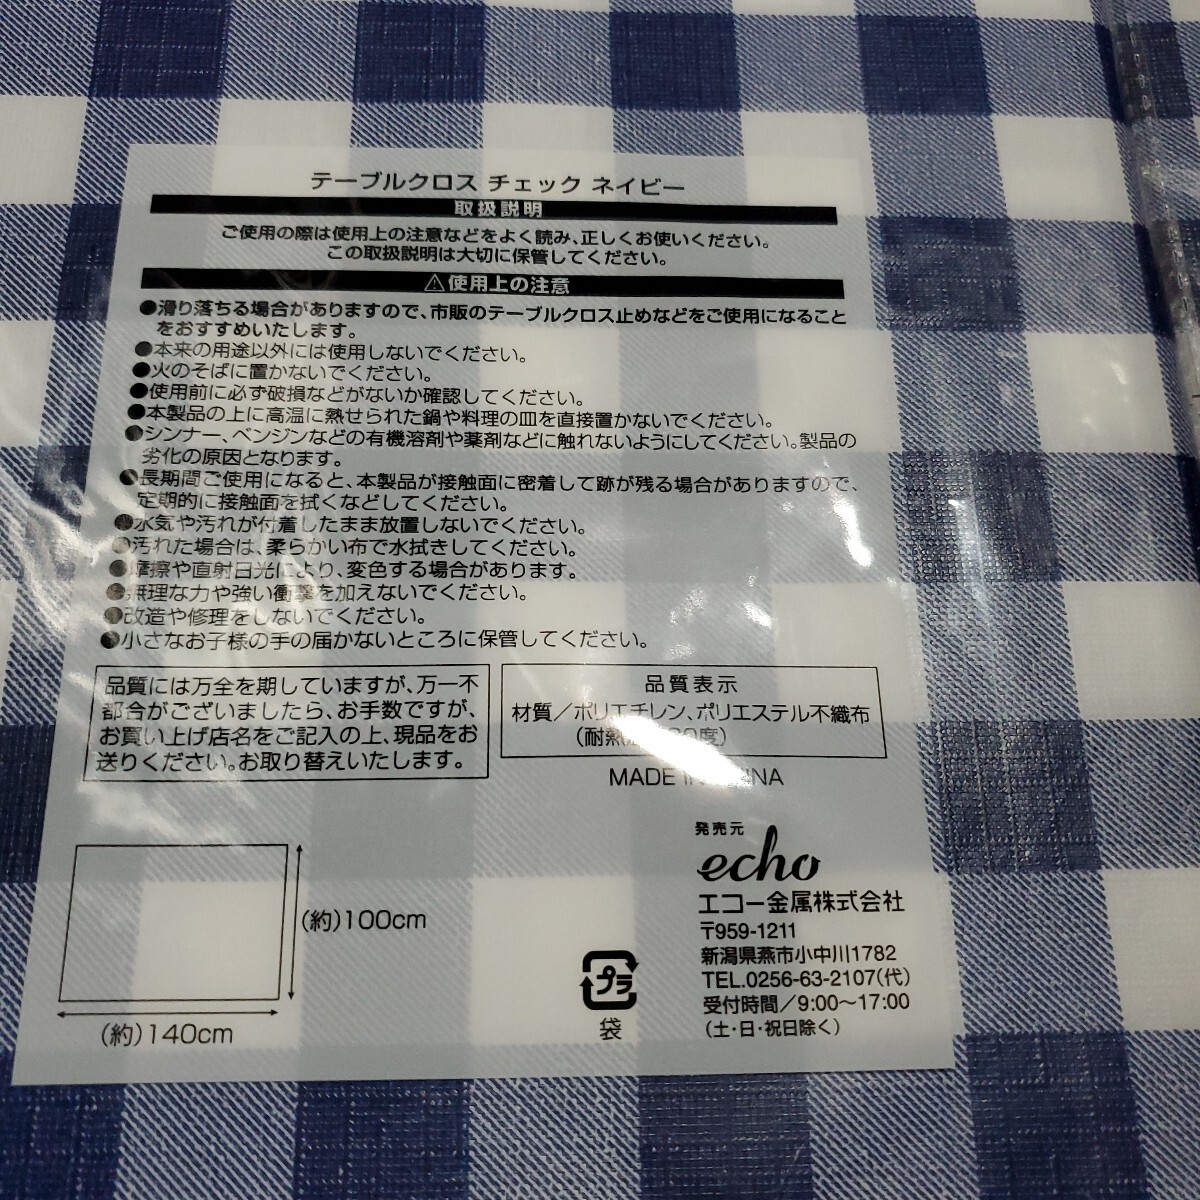 テーブルクロス チェック ネイビー
取扱説明
ご使用の際は使用上の注意などをよく読み、正しくお使いください。
この取扱説明は大切に保管してください。
⚠使用上の注意
●滑り落ちる場合がありますので、市販のテーブルクロス止めなどをご使用になること
をおすすめいたします。
●本来の用途以外には使用しないでください。
●火のそばに置かないでください。
●使用前に必ず破損などがないか確認してください。
●本製品の上に高温に熱せられた鍋や料理の皿を直接置かないでください。
●シンナー、ベンジンなどの有機溶剤や薬剤などに触れないようにしてください。製品の
劣化の原因となります。
●長期間ご使用になると、本製品が接触面に密着して跡が残る場合がありますので、
定期的に接触面を拭くなどしてください。
●水気や汚れが付着したまま放置しないでください。
●汚れた場合は、柔らかい布で水拭きしてください。
●摩擦や直射日光により、変色する場合があります。
●無理な力や強い衝撃を加えないでください。
●改造や修理をしないでください。
●小さなお子様の手の届かないところに保管してください。
品質には万全を期していますが、万一不
都合がございましたら、お手数ですが、
お買い上げ店名をご記入の上、現品をお
送りください。お取り替えいたします。
品質表示
材質/ポリエチレン、ポリエステル不織布
MADE IN
(約)100cm
(約)140cm
プラ
袋
発売元
echo
エコー金属株式会社
〒959-1211
新潟県燕市小中川1782
TEL.0256-63-2107(代)
受付時間/9:00〜17:00
(土・日・祝日除く)